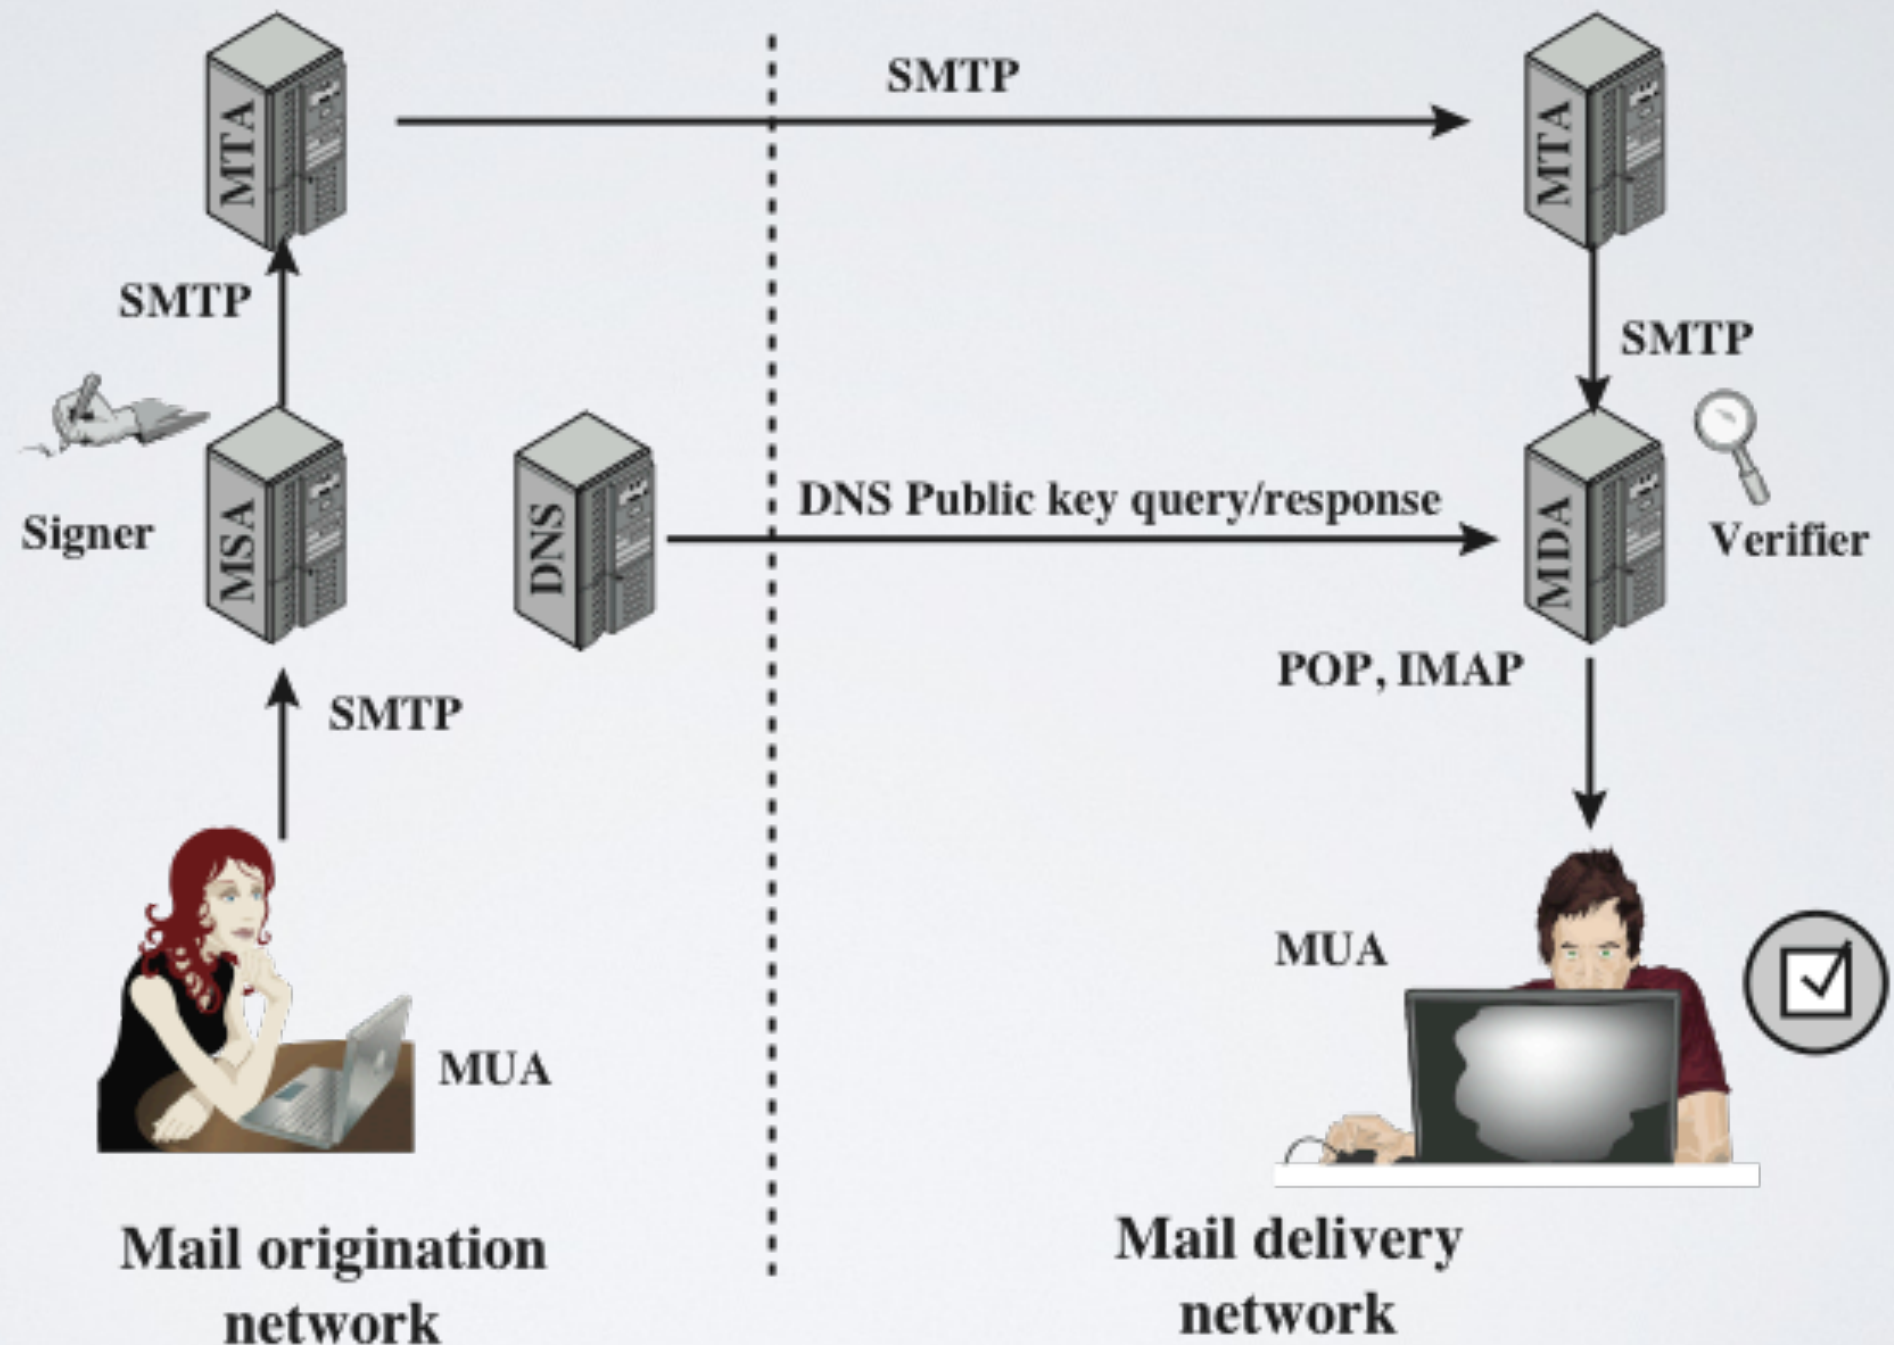 SMTP
MTA
MTA
SMTP
SMTP
Signer
MSA
DNS
DNS Public key query/response
MDA
Verifier
POP, IMAP
SMTP
MUA
MUA
Mail origination
network
Mail delivery
network